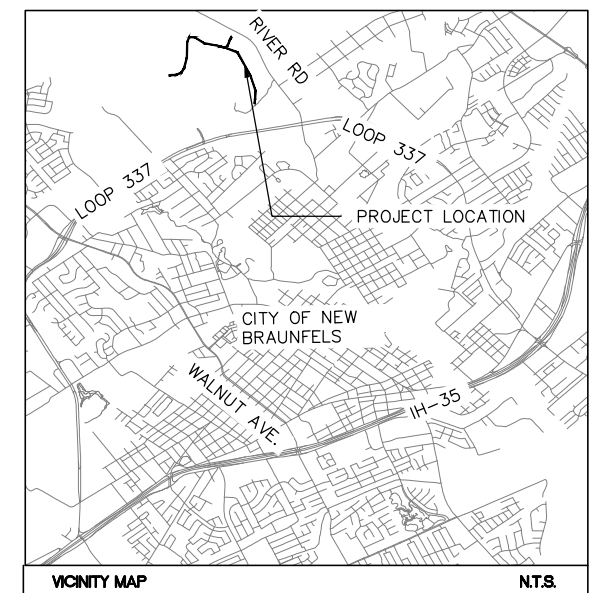 RIVER RD
LOOP 337
LOOP 337
PROJECT LOCATION
CITY OF NEW
BRAUNFELS
WALNUT AVE.
IH-35
VICINITY MAP
N.T.S.